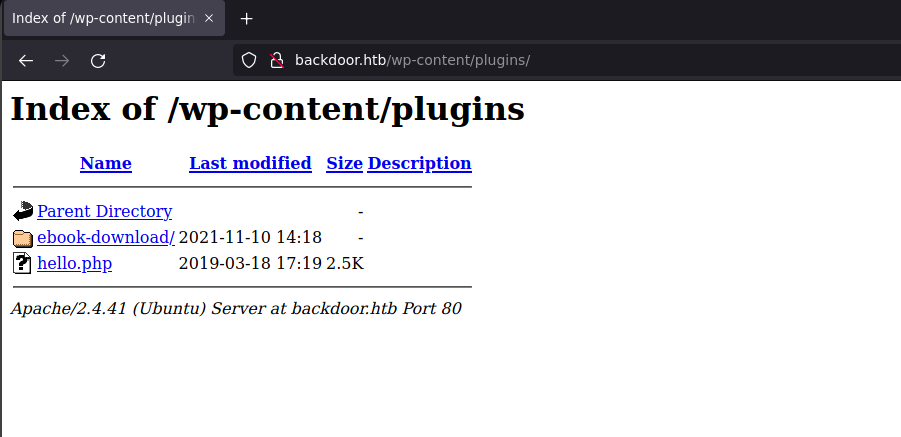 Index of /wp-content/plugin
backdoor.htb/wp-content/plugins/
Index of /wp-content/plugins
Name Last modified Size Description
Parent Directory -
ebook-download/ 2021-11-10 14:18 -
hello.php 2019-03-18 17:19 2.5K
Apache/2.4.41 (Ubuntu) Server at backdoor.htb Port 80